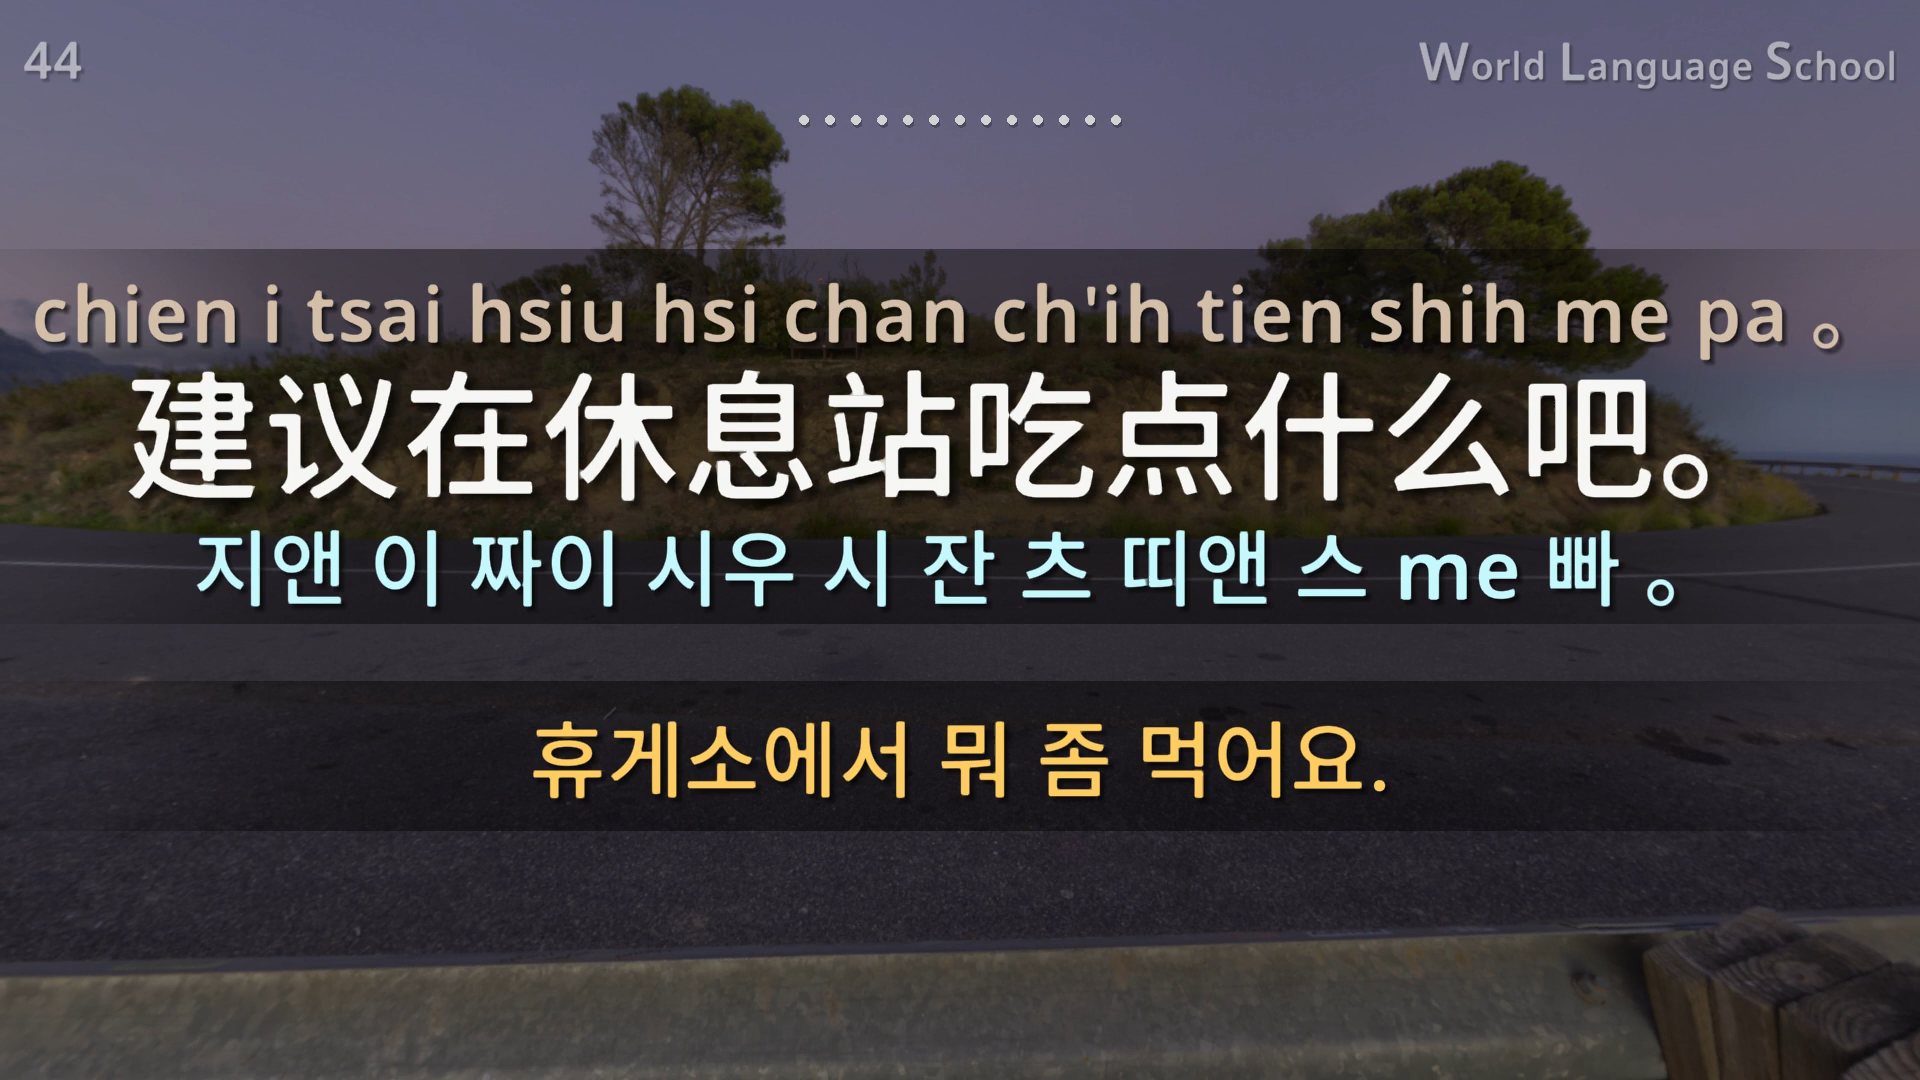 44
World Language School
chien i tsai hsiu hsi chan ch'ih tien shih me pa 。
建议在休息站吃点什么吧。
지앤 이 짜이 시우 시 잔 츠 띠앤 스 me 빠 。
휴게소에서 뭐 좀 먹어요.